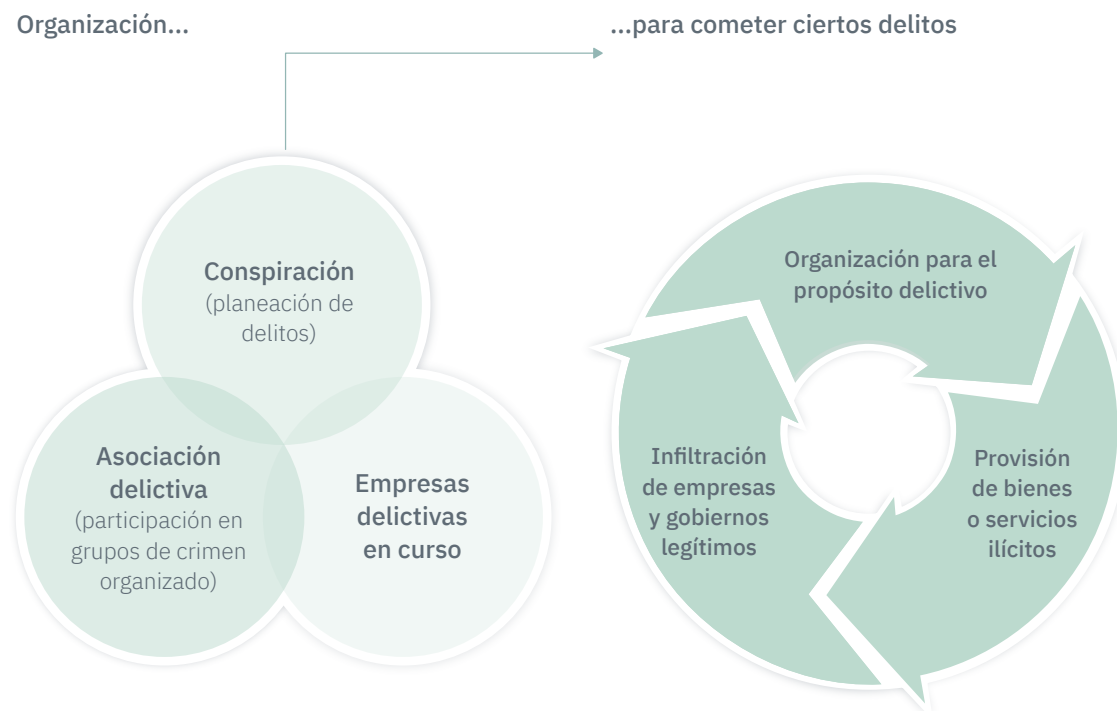 Organización...
...para cometer ciertos delitos
Conspiración
(planeación de
delitos)
Asociación
delictiva
(participación en
grupos de crimen
organizado)
Empresas
delictivas
en curso
Organización para el
propósito delictivo
Infiltración
de empresas
y gobiernos
legítimos
Provisión
de bienes
o servicios
ilícitos